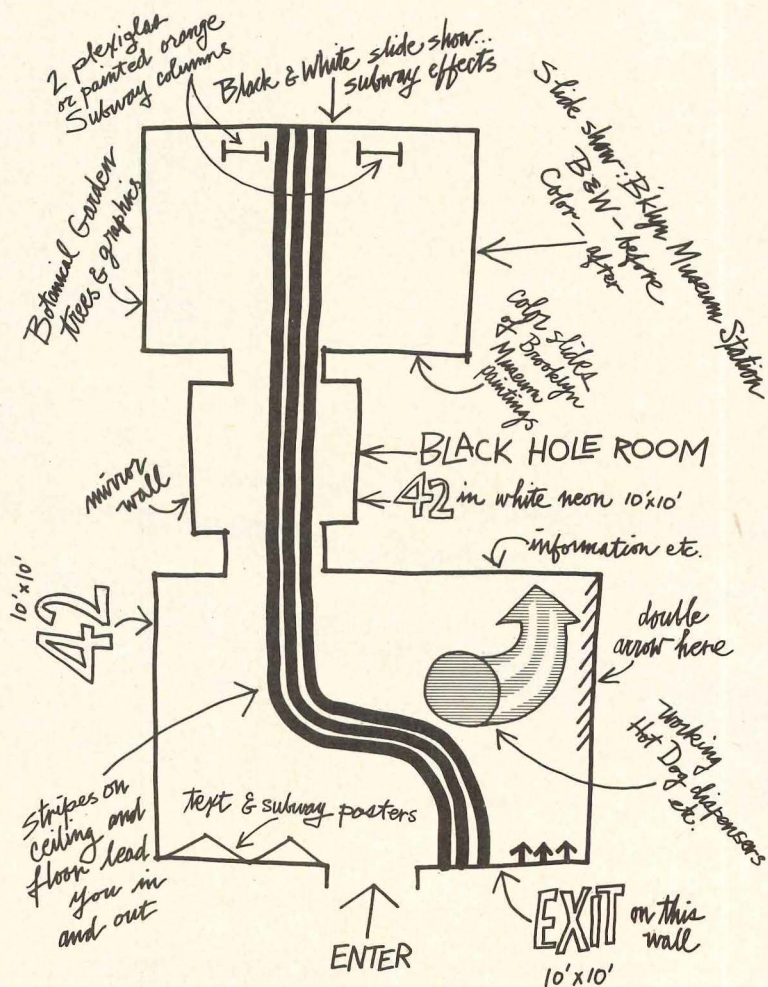 2 plexiglas
or painted orange
Subway columns
Black & White slide show...
subway effects
Slide show: B'klyn Museum Station
B&W - before
Color - after
Botanical Garden
trees & graphics
color slides
of Brooklyn
Museum
paintings
BLACK HOLE ROOM
42 in white neon 10'x10'
mirror
wall
information etc.
10'x10'
42
double
arrow here
working
Hot Dog dispensers
etc.
stripes on
ceiling and
floor lead
you in
and out
text & subway posters
ENTER
EXIT on this
wall
10'x10'